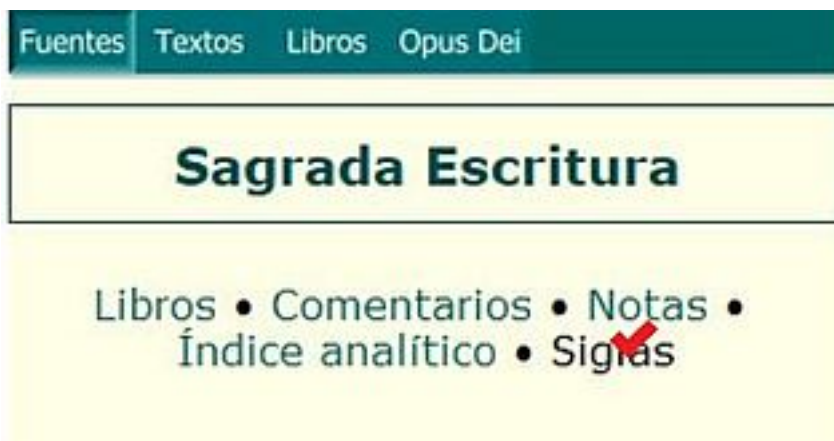 Fuentes Textos Libros Opus Dei
Sagrada Escritura
Libros • Comentarios • Notas •
Índice analítico • Siglas